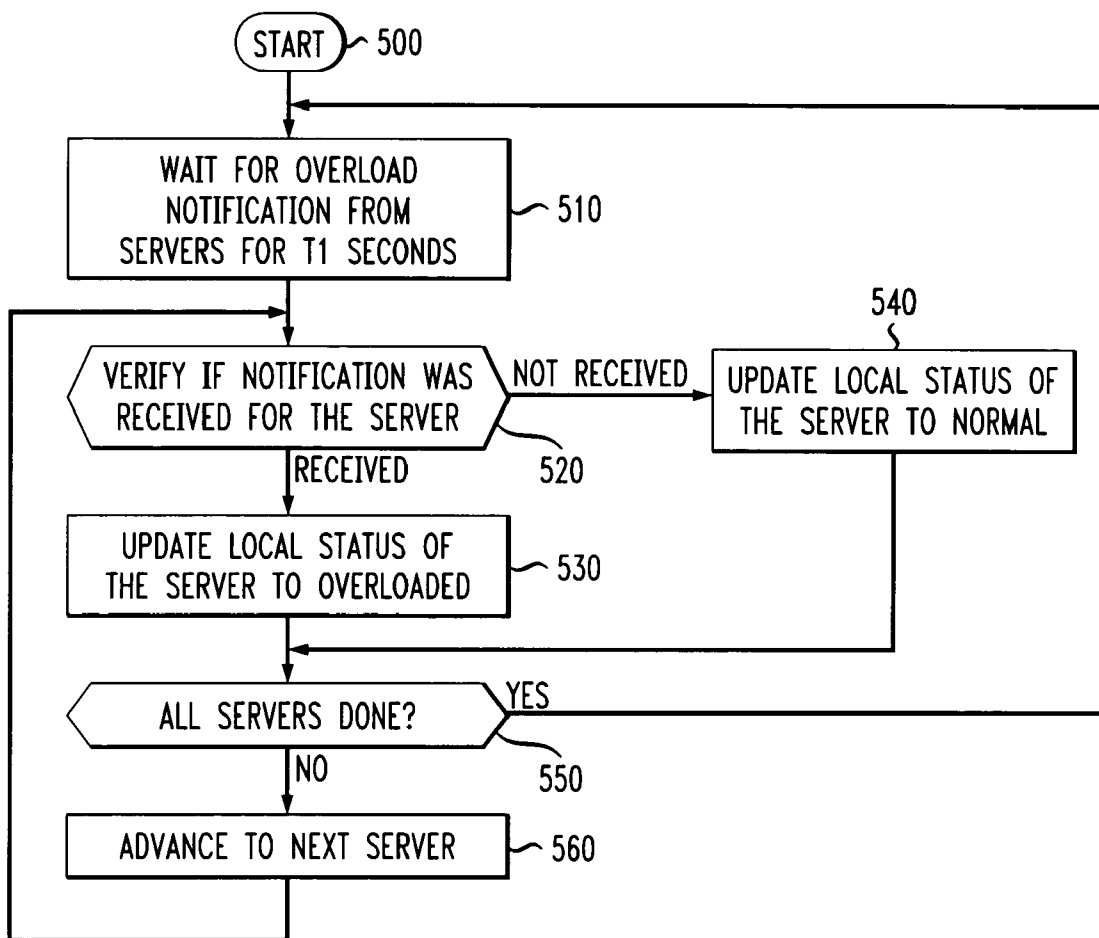 START
500
WAIT FOR OVERLOAD
NOTIFICATION FROM
SERVERS FOR T1 SECONDS
510
VERIFY IF NOTIFICATION WAS
RECEIVED FOR THE SERVER
520
NOT RECEIVED
540
UPDATE LOCAL STATUS OF
THE SERVER TO NORMAL
RECEIVED
UPDATE LOCAL STATUS OF
THE SERVER TO OVERLOADED
530
ALL SERVERS DONE?
YES
550
NO
ADVANCE TO NEXT SERVER
560